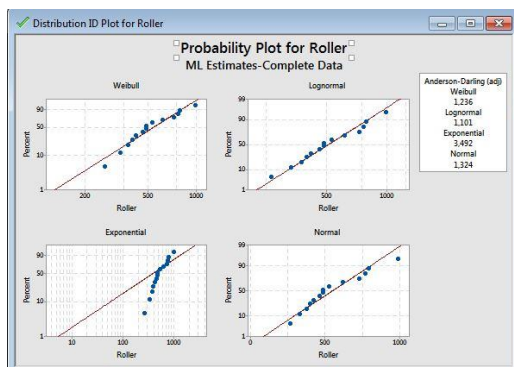 Distribution ID Plot for Roller
Probability Plot for Roller
ML Estimates-Complete Data
Weibull
Lognormal
90
50
10
1
Percent
200
500
1000
Roller
99
90
50
10
1
Percent
500
1000
Roller
Anderson-Darling (adj)
Weibull
1,236
Lognormal
1,101
Exponential
3,492
Normal
1,324
Exponential
Normal
90
50
10
1
Percent
10
100
1000
Roller
99
90
50
10
1
Percent
0
500
1000
Roller